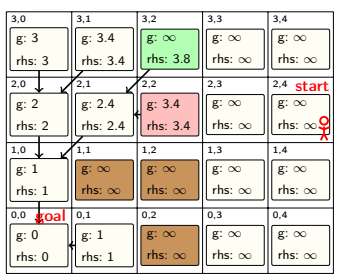 3,0 3,1 3,2 3,3 3,4
g: 3 g: 3.4 g: ∞ g: ∞ g: ∞
rhs: 3 rhs: 3.4 rhs: 3.8 rhs: ∞ rhs: ∞
2,0 2,1 2,2 2,3 2,4
start
g: 2 g: 2.4 g: 3.4 g: ∞ g: ∞
rhs: 2 rhs: 2.4 rhs: 3.4 rhs: ∞ rhs: ∞
1,0 1,1 1,2 1,3 1,4
g: 1 g: ∞ g: ∞ g: ∞ g: ∞
rhs: 1 rhs: ∞ rhs: ∞ rhs: ∞ rhs: ∞
0,0 goal 0,1 0,2 0,3 0,4
g: 0 g: 1 g: ∞ g: ∞ g: ∞
rhs: 0 rhs: 1 rhs: ∞ rhs: ∞ rhs: ∞